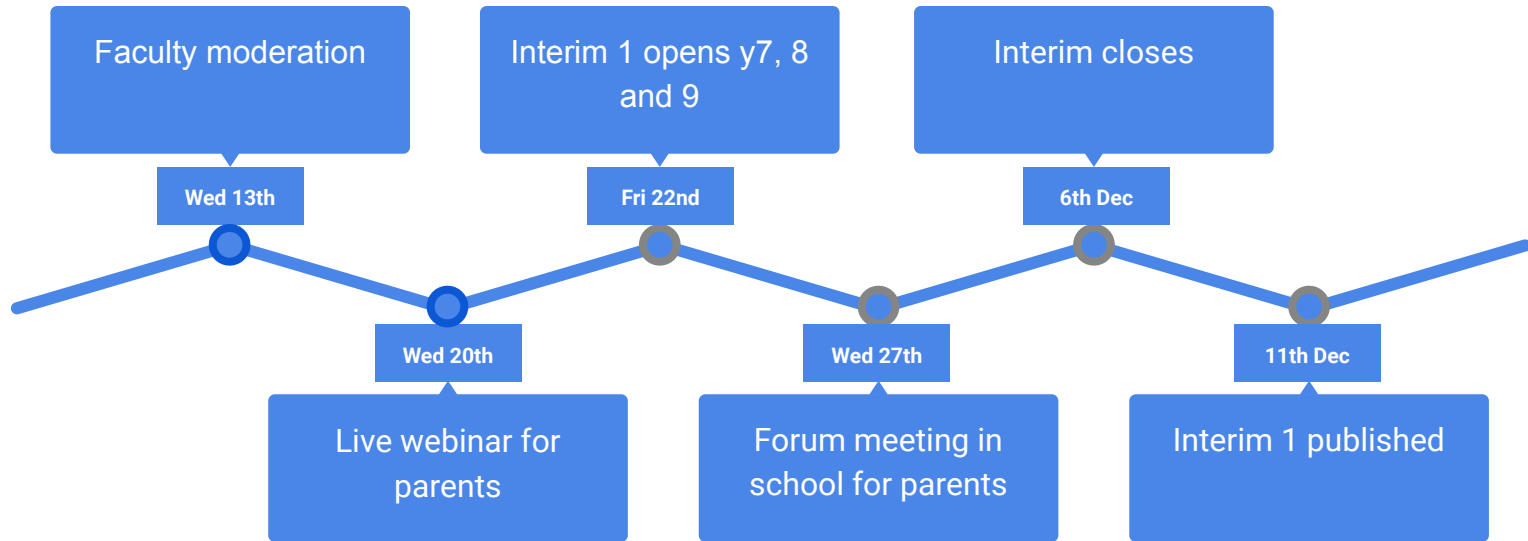 Faculty moderation
Wed 13th
Wed 20th
Live webinar for
parents
Interim 1 opens y7, 8
and 9
Fri 22nd
Wed 27th
Forum meeting in
school for parents
Interim closes
6th Dec
11th Dec
Interim 1 published